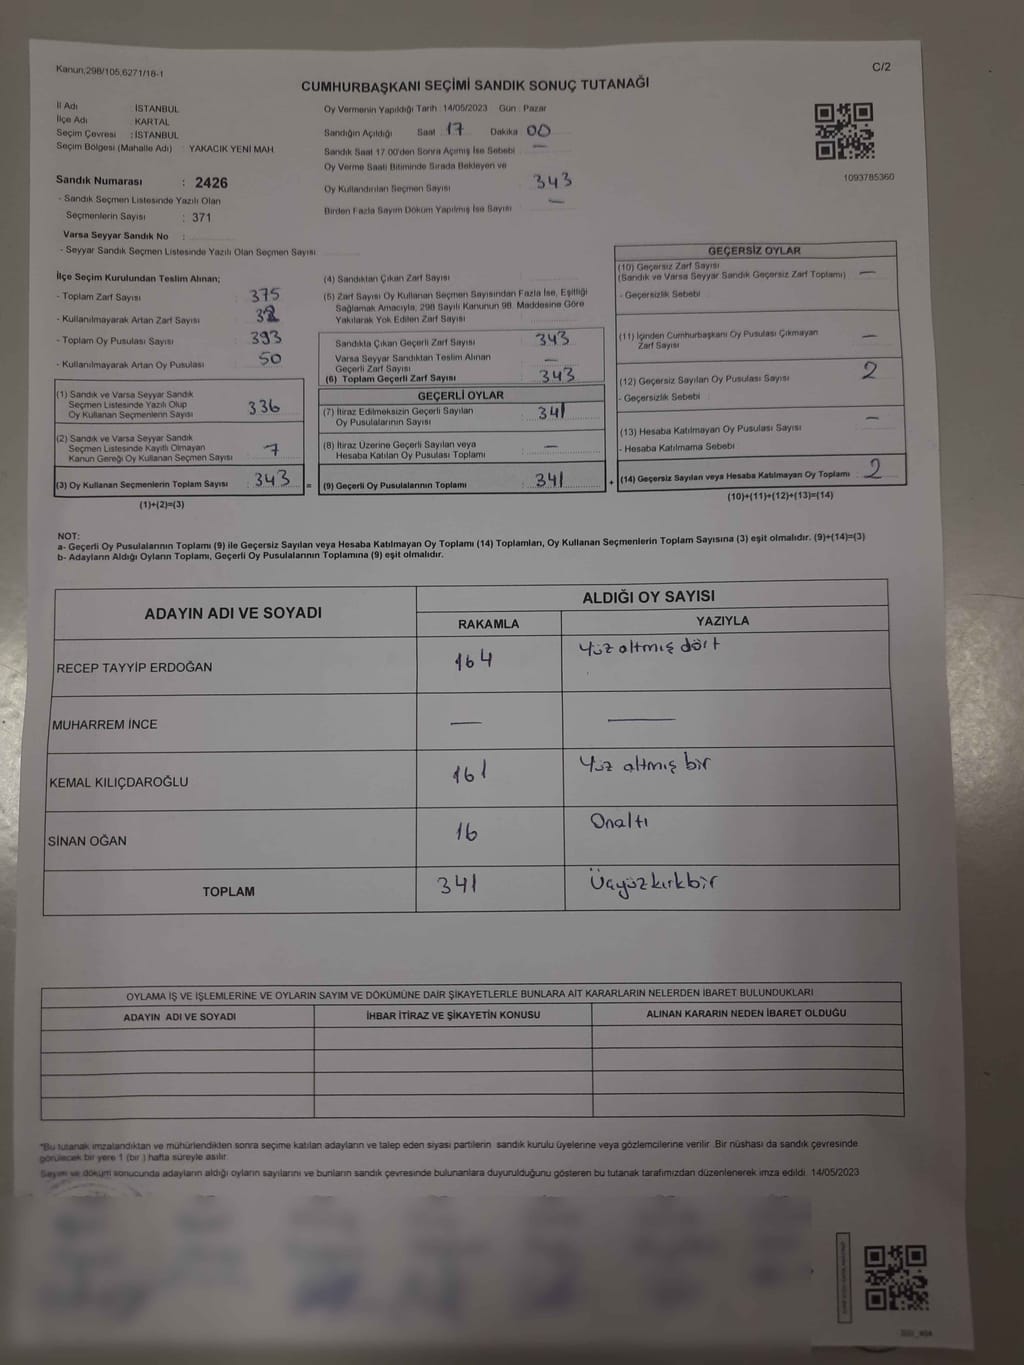 Kanun,298/105,6271/18-1
C/2
CUMHURBAŞKANI SEÇİMİ SANDIK SONUÇ TUTANAĞI
İl Adı : İSTANBUL
İlçe Adı : KARTAL
Seçim Çevresi : İSTANBUL
Seçim Bölgesi (Mahalle Adı) : YAKACIK YENİ MAH.
Sandık Numarası : 2426
- Sandık Seçmen Listesinde Yazılı Olan
Seçmenlerin Sayısı : 371
Varsa Seyyar Sandık No :
- Seyyar Sandık Seçmen Listesinde Yazılı Olan Seçmen Sayısı
Oy Vermenin Yapıldığı Tarih : 14/05/2023 Gün : Pazar
Sandığın Açıldığı Saat 17 Dakika 00
Sandık Saat 17.00'den Sonra Açımış İse Sebebi —
Oy Verme Saati Bitiminde Sırada Bekleyen ve
Oy Kullandırılan Seçmen Sayısı : 343
Birden Fazla Sayım Döküm Yapılmış İse Sayısı —
1093785360
İlçe Seçim Kurulundan Teslim Alınan;
- Toplam Zarf Sayısı : 375
- Kullanılmayarak Artan Zarf Sayısı : 32
- Toplam Oy Pusulası Sayısı : 393
- Kullanılmayarak Artan Oy Pusulası : 50
(1) Sandık ve Varsa Seyyar Sandık
Seçmen Listesinde Yazılı Olup
Oy Kullanan Seçmenlerin Sayısı : 336
(2) Sandık ve Varsa Seyyar Sandık
Seçmen Listesinde Kayıtlı Olmayan
Kanun Gereği Oy Kullanan Seçmen Sayısı : 7
(3) Oy Kullanan Seçmenlerin Toplam Sayısı : 343 =
(1)+(2)=(3)
(4) Sandıktan Çıkan Zarf Sayısı :
(5) Zarf Sayısı Oy Kullanan Seçmen Sayısından Fazla İse, Eşitliği
Sağlamak Amacıyla, 298 Sayılı Kanunun 98. Maddesine Göre
Yakılarak Yok Edilen Zarf Sayısı :
Sandıkta Çıkan Geçerli Zarf Sayısı : 343
Varsa Seyyar Sandıktan Teslim Alınan
Geçerli Zarf Sayısı : —
(6) Toplam Geçerli Zarf Sayısı : 343
GEÇERLİ OYLAR
(7) İtiraz Edilmeksizin Geçerli Sayılan
Oy Pusulalarının Sayısı : 341
(8) İtiraz Üzerine Geçerli Sayılan veya
Hesaba Katılan Oy Pusulası Toplamı : —
(9) Geçerli Oy Pusulalarının Toplamı : 341 +
GEÇERSİZ OYLAR
(10) Geçersiz Zarf Sayısı
(Sandık ve Varsa Seyyar Sandık Geçersiz Zarf Toplamı) : —
- Geçersizlik Sebebi :
(11) İçinden Cumhurbaşkanı Oy Pusulası Çıkmayan
Zarf Sayısı : —
(12) Geçersiz Sayılan Oy Pusulası Sayısı : 2
- Geçersizlik Sebebi :
(13) Hesaba Katılmayan Oy Pusulası Sayısı : —
- Hesaba Katılmama Sebebi :
(14) Geçersiz Sayılan veya Hesaba Katılmayan Oy Toplamı : 2
(10)+(11)+(12)+(13)=(14)
NOT:
a- Geçerli Oy Pusulalarının Toplamı (9) ile Geçersiz Sayılan veya Hesaba Katılmayan Oy Toplamı (14) Toplamları, Oy Kullanan Seçmenlerin Toplam Sayısına (3) eşit olmalıdır. (9)+(14)=(3)
b- Adayların Aldığı Oyların Toplamı, Geçerli Oy Pusulalarının Toplamına (9) eşit olmalıdır.
ADAYIN ADI VE SOYADI
ALDIĞI OY SAYISI
RAKAMLA YAZIYLA
RECEP TAYYİP ERDOĞAN 164 Yüz altmış dört
MUHARREM İNCE — —
KEMAL KILIÇDAROĞLU 161 Yüz altmış bir
SİNAN OĞAN 16 Onaltı
TOPLAM 341 Üçyüzkırkbir
OYLAMA İŞ VE İŞLEMLERİNE VE OYLARIN SAYIM VE DÖKÜMÜNE DAİR ŞİKAYETLERLE BUNLARA AİT KARARLARIN NELERDEN İBARET BULUNDUKLARI
ADAYIN ADI VE SOYADI İHBAR İTİRAZ VE ŞİKAYETİN KONUSU ALINAN KARARIN NEDEN İBARET OLDUĞU
*Bu tutanak imzalandıktan ve mühürlendikten sonra seçime katılan adayların ve talep eden siyasi partilerin sandık kurulu üyelerine veya gözlemcilerine verilir. Bir nüshası da sandık çevresinde
görülecek bir yere 1 (bir ) hafta süreyle asılır.
Sayım ve döküm sonucunda adayların aldığı oyların sayılarını ve bunların sandık çevresinde bulunanlara duyurulduğunu gösteren bu tutanak tarafımızdan düzenlenerek imza edildi. 14/05/2023